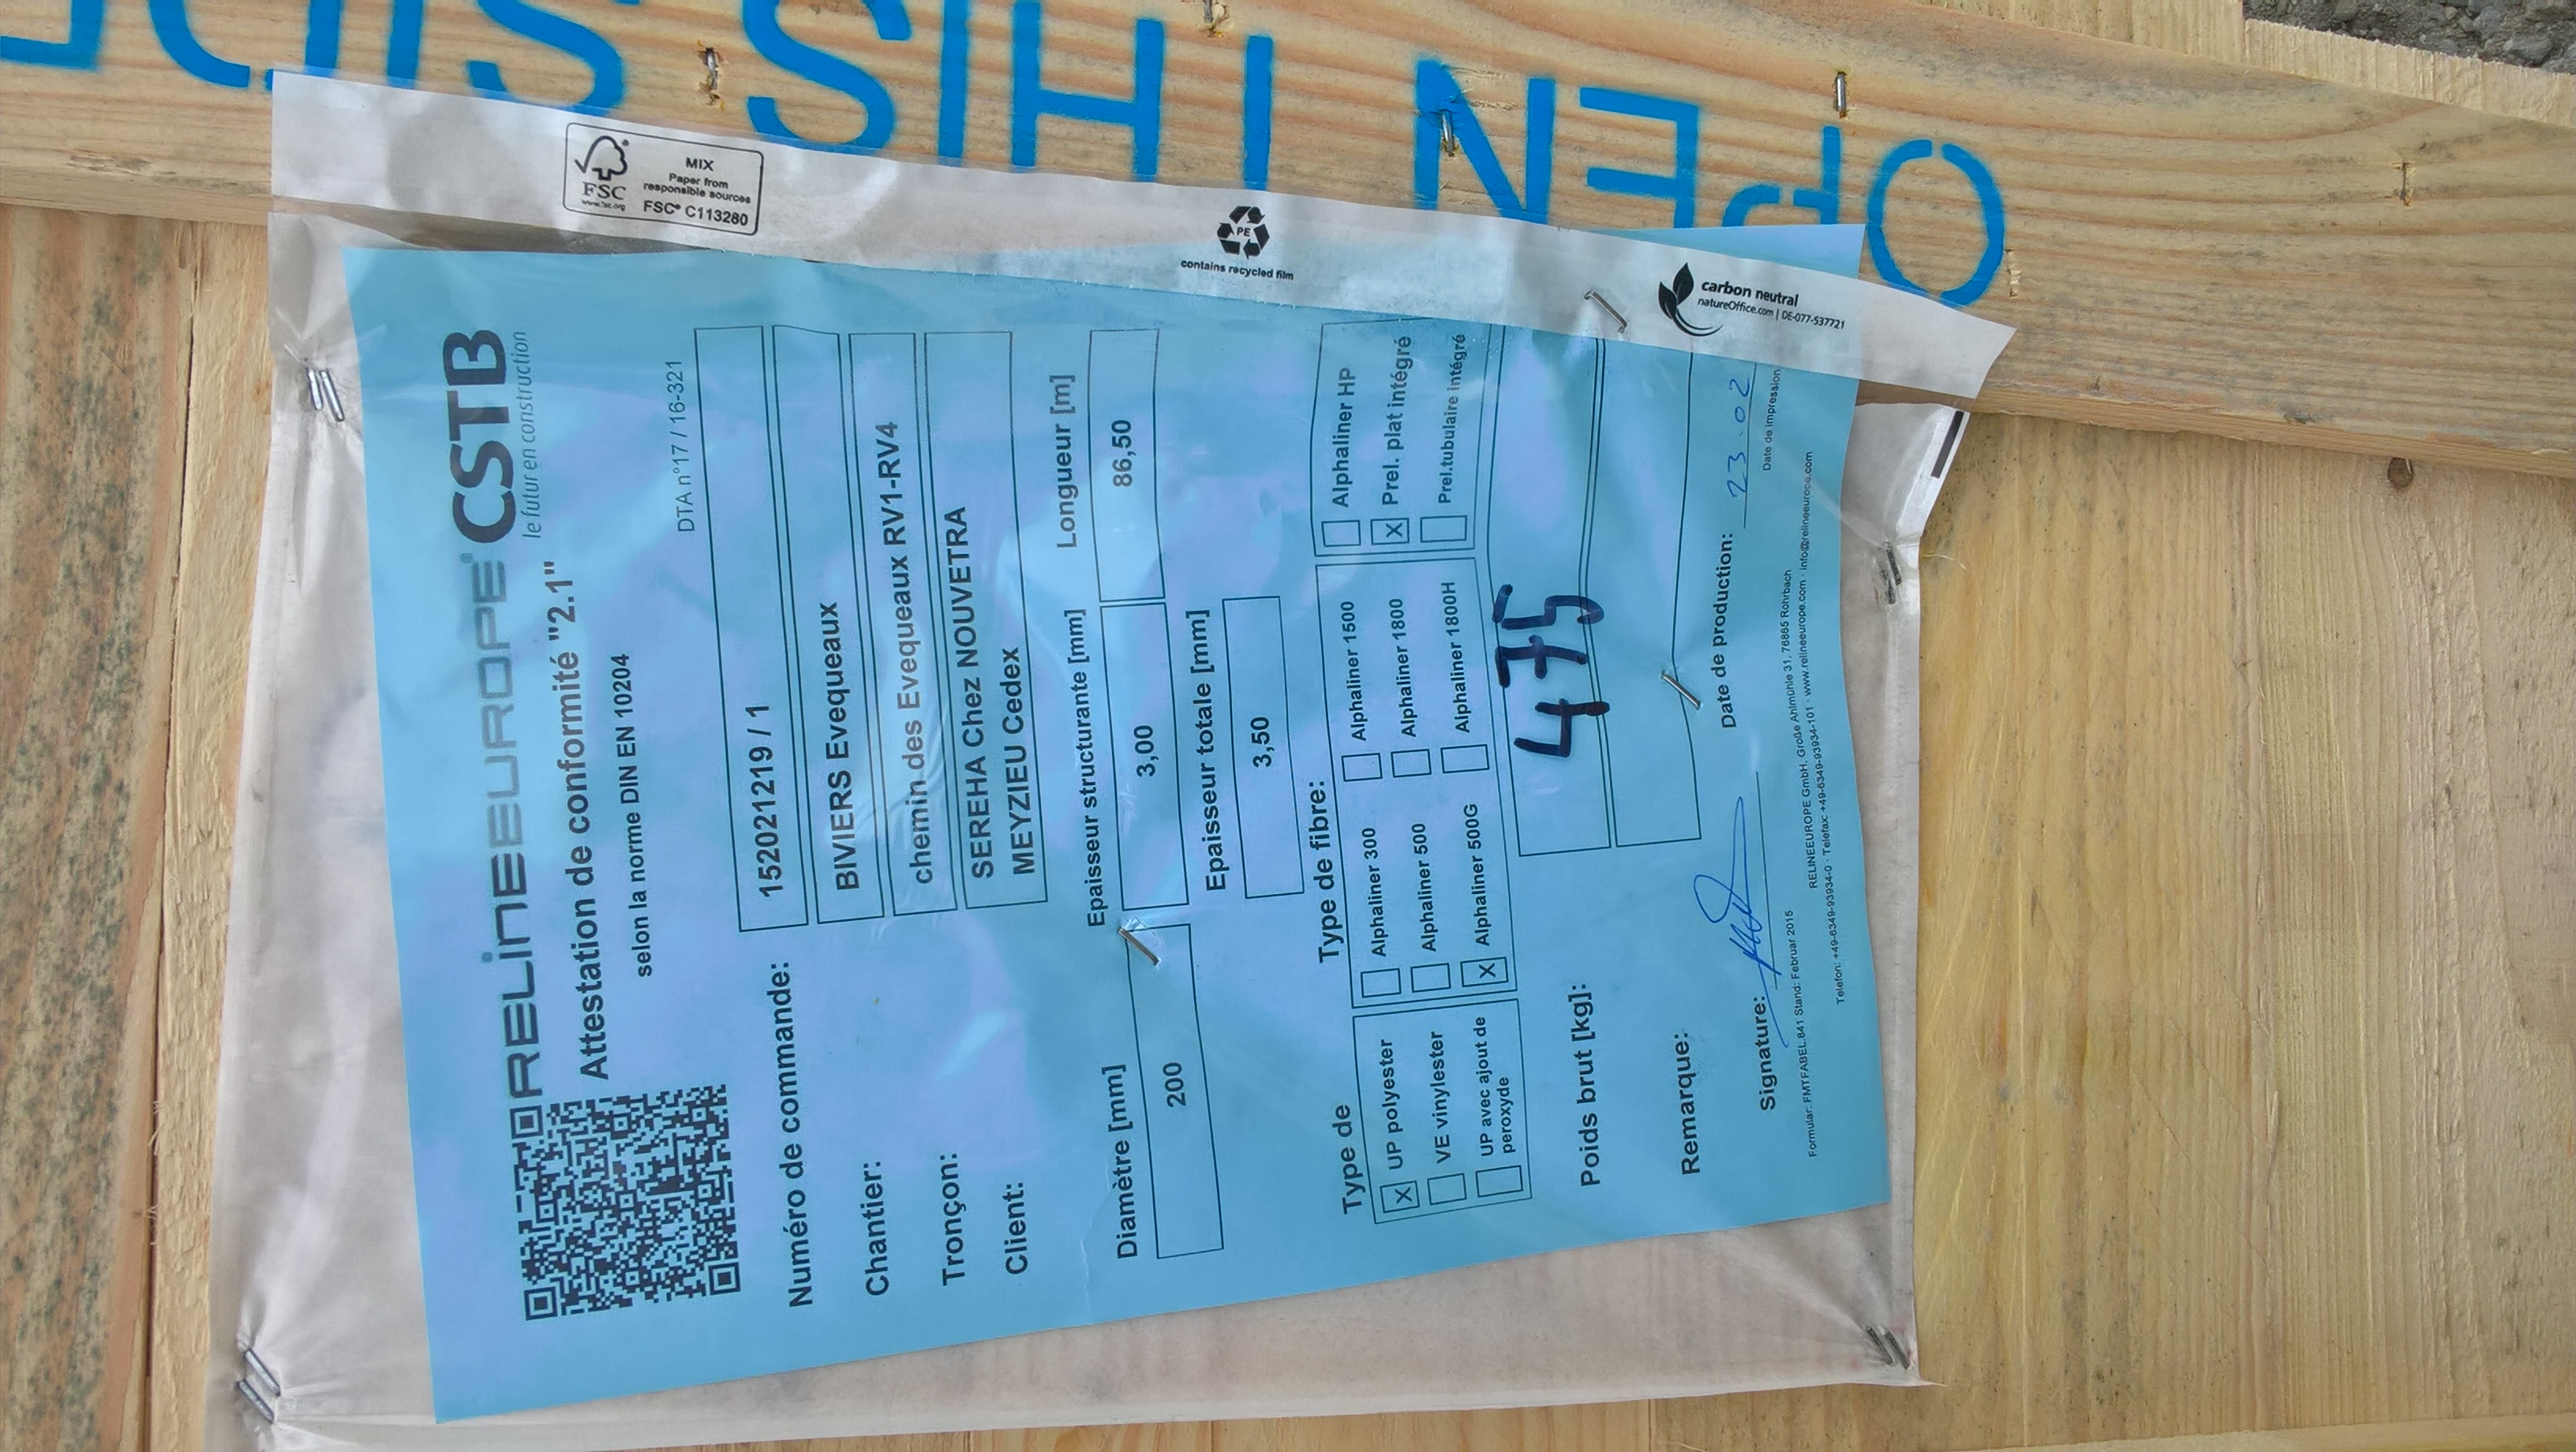 OPEN THIS SIDE
FSC
www.fsc.org
MIX
Paper from
responsible sources
FSC® C113280
PE
contains recycled film
carbon neutral
natureOffice.com | DE-077-537721
RELINEEUROPE®
CSTB
le futur en construction
Attestation de conformité "2.1"
selon la norme DIN EN 10204
DTA n°17 / 16-321
Numéro de commande: 152021219 / 1
Chantier: BIVIERS Evequeaux
Tronçon: chemin des Evequeaux RV1-RV4
Client: SEREHA Chez NOUVETRA
MEYZIEU Cedex
Diamètre [mm] Epaisseur structurante [mm] Longueur [m]
200 3,00 86,50
Epaisseur totale [mm]
3,50
Type de Type de fibre:
X UP polyester Alphaliner 300 Alphaliner 1500 Alphaliner HP
VE vinylester Alphaliner 500 Alphaliner 1800 X Prel. plat intégré
UP avec ajout de
peroxyde X Alphaliner 500G Alphaliner 1800H Prel.tubulaire intégré
Poids brut [kg]: 475
Remarque:
Signature: Date de production: 23.02
Date de impression
Formular: FMTFABEL.841 Stand: Februar 2015
RELINEEUROPE GmbH, Große Ahlmühle 31, 76865 Rohrbach
Telefon: +49-6349-93934-0 · Telefax: +49-6349-93934-101 · www.relineeurope.com · info@relineeurope.com